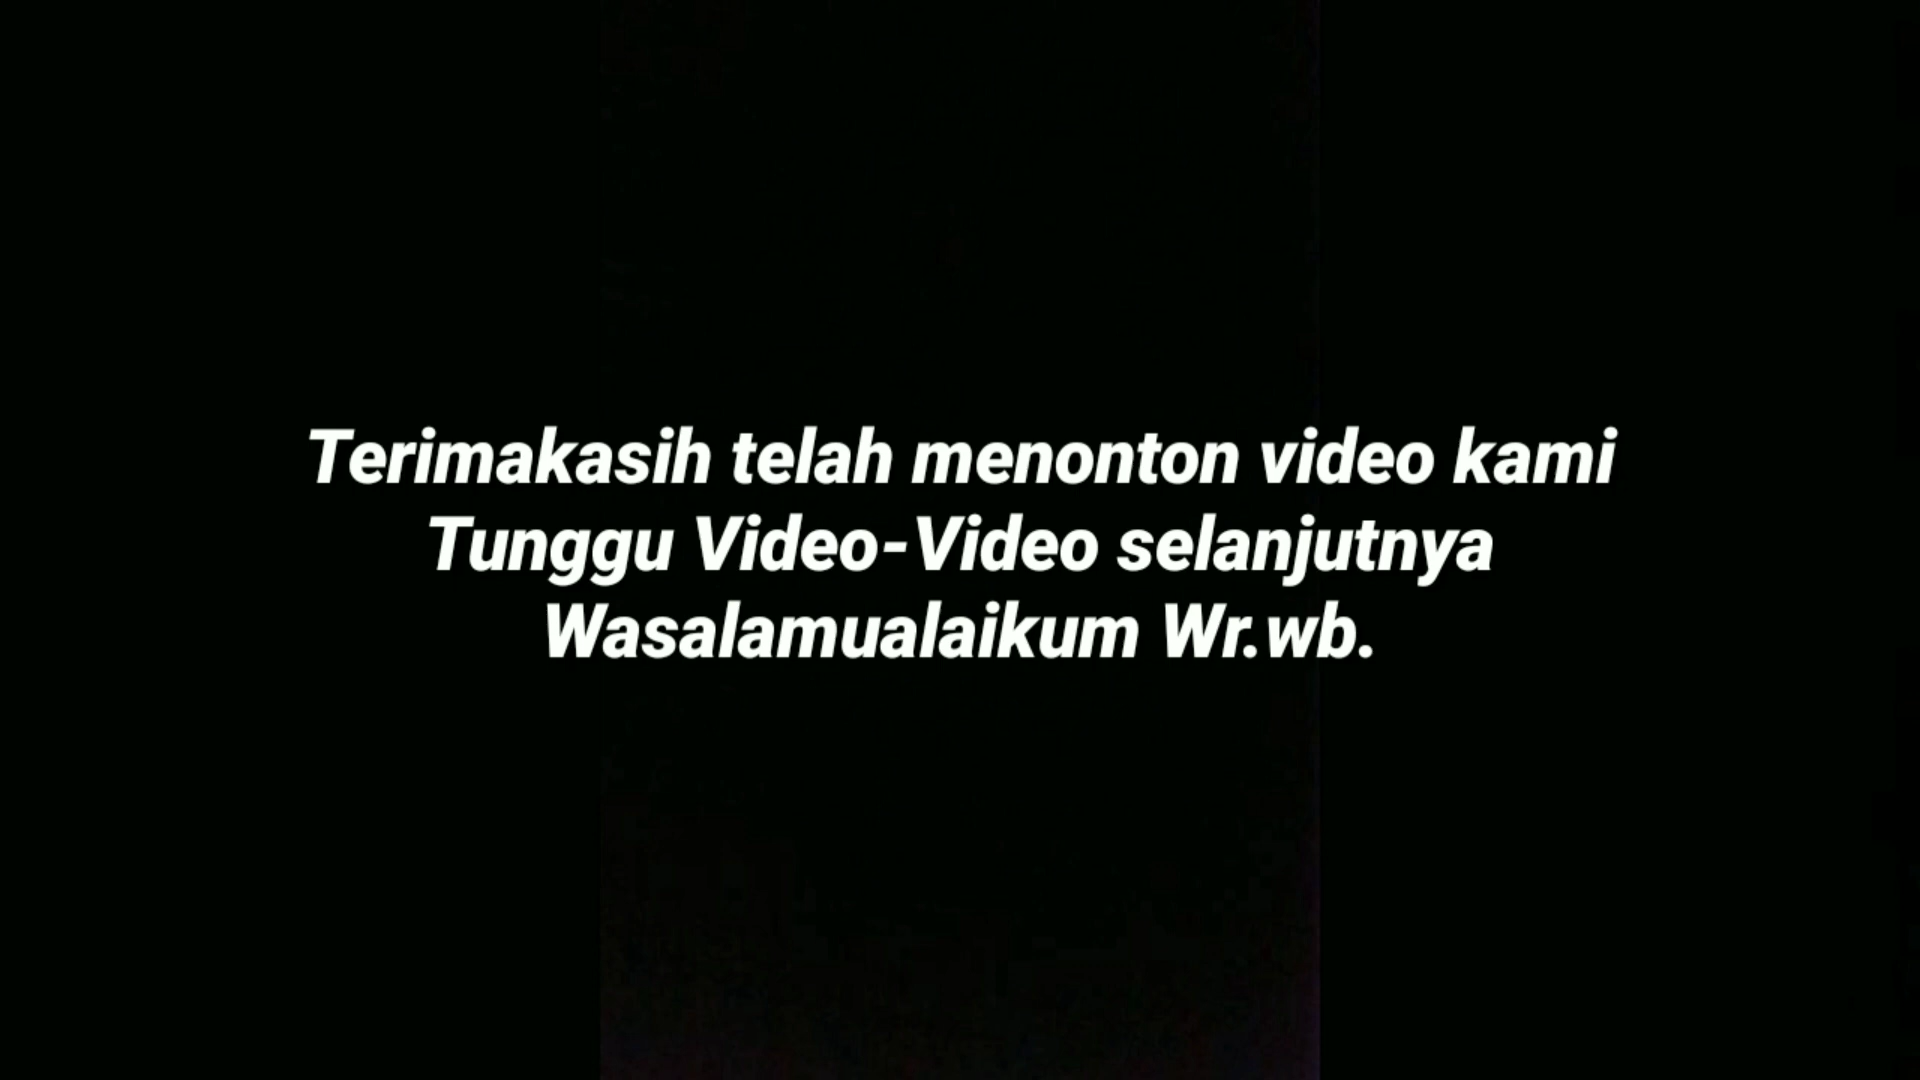 Terimakasih telah menonton video kami
Tunggu Video-Video selanjutnya
Wasalamualaikum Wr.wb.